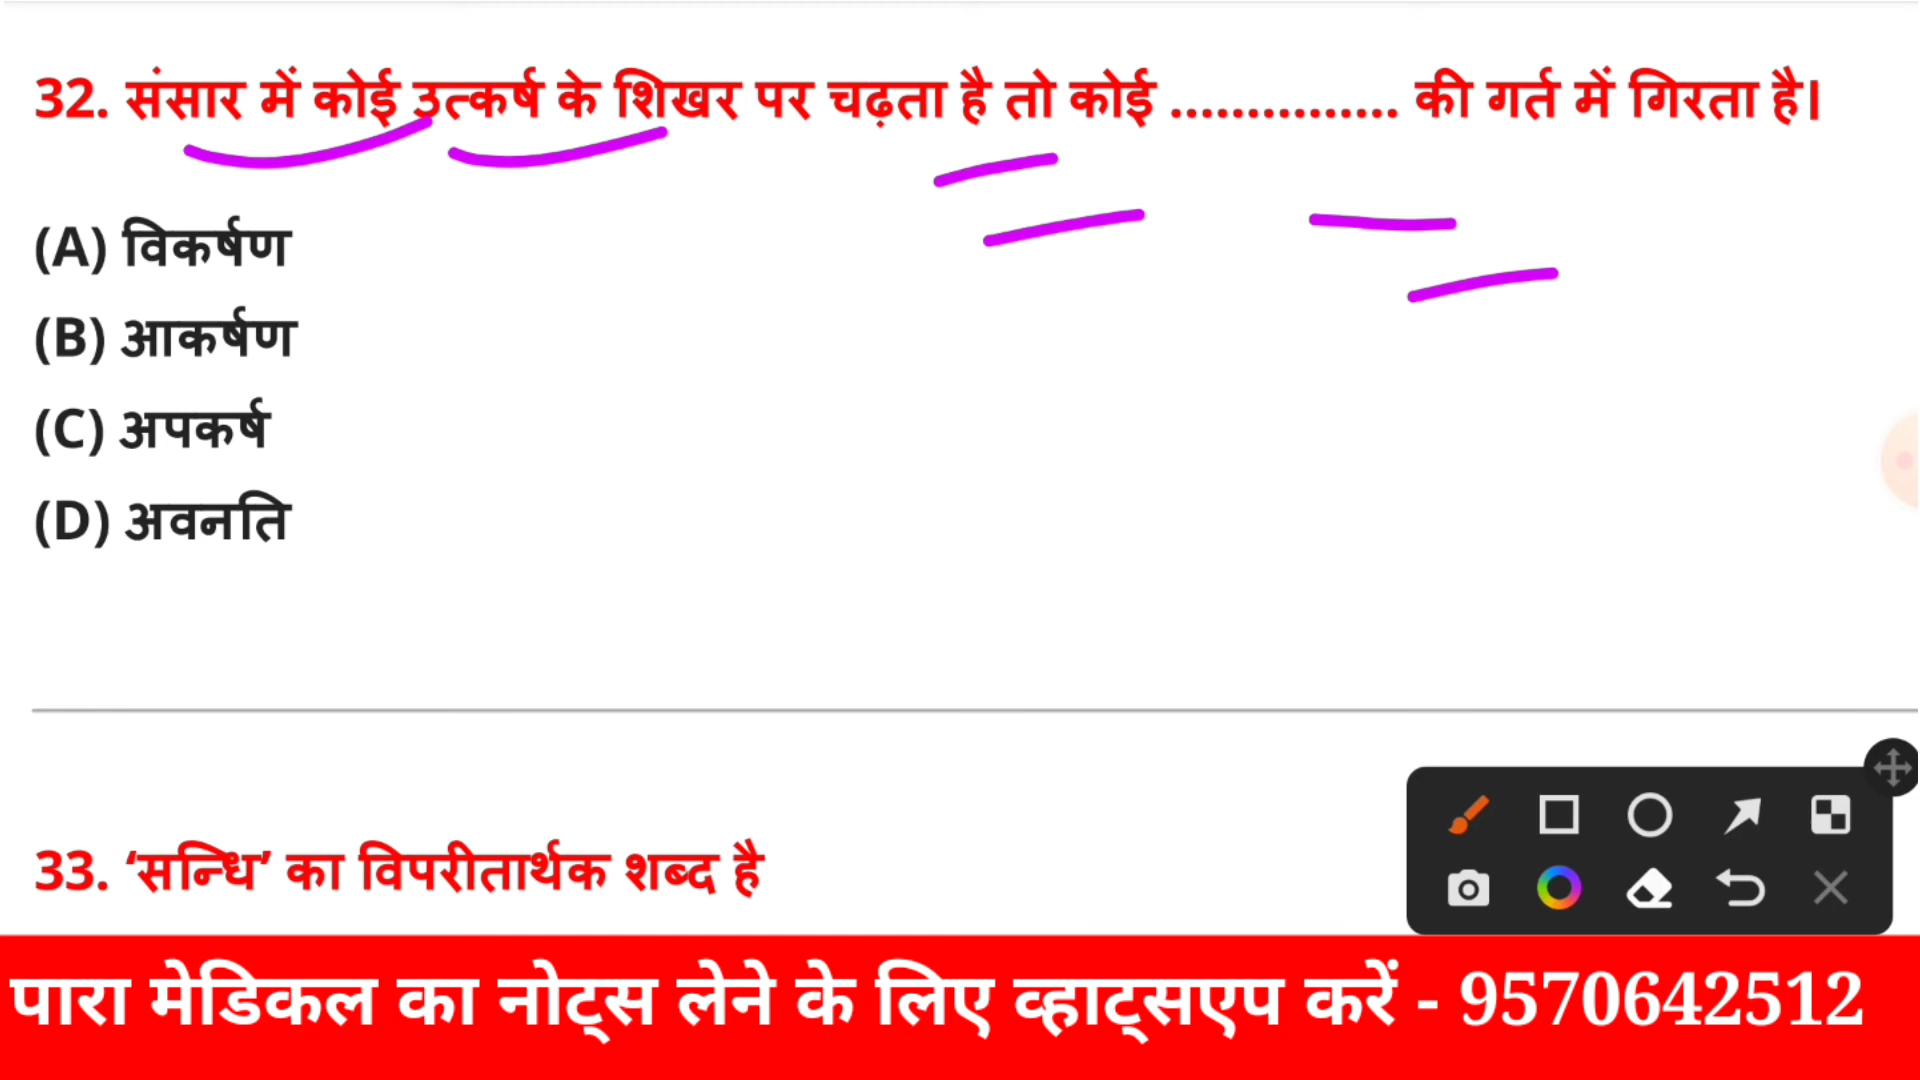 32. संसार में कोई उत्कर्ष के शिखर पर चढ़ता है तो कोई ............... की गर्त में गिरता है।
(A) विकर्षण
(B) आकर्षण
(C) अपकर्ष
(D) अवनति
33. ‘सन्धि’ का विपरीतार्थक शब्द है
पारा मेडिकल का नोट्स लेने के लिए व्हाट्सएप करें - 9570642512